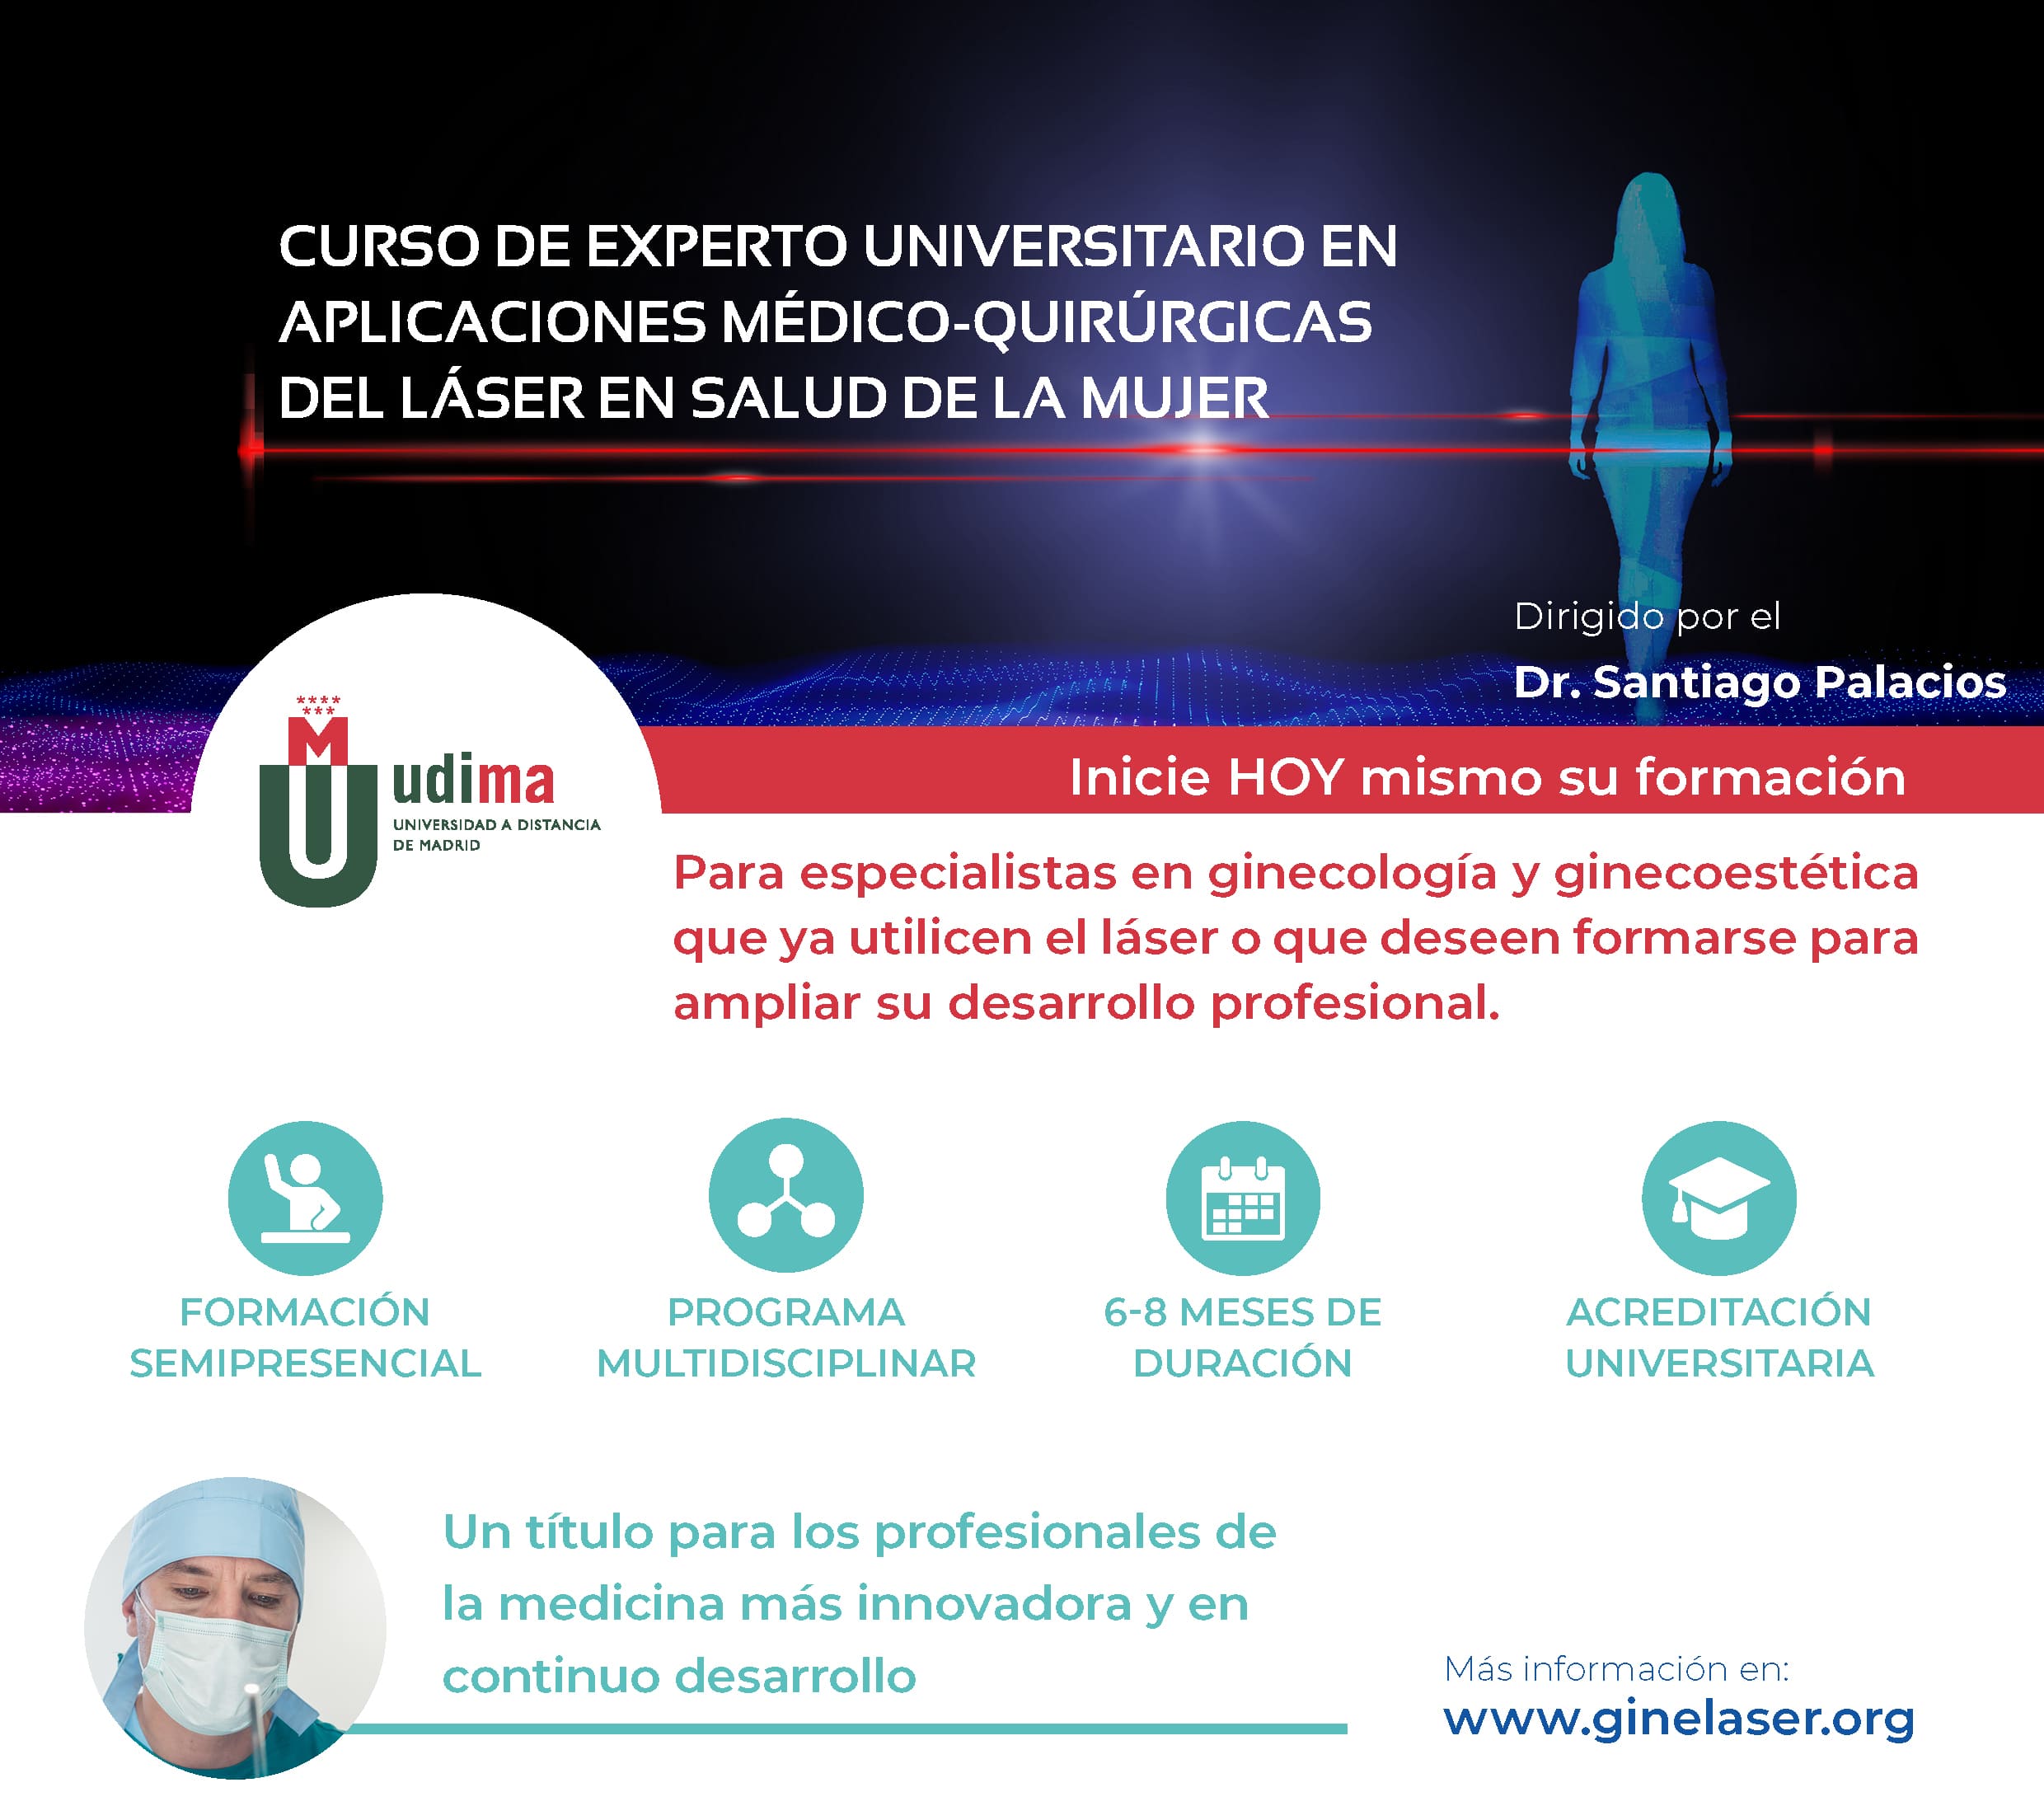 CURSO DE EXPERTO UNIVERSITARIO EN
APLICACIONES MÉDICO-QUIRÚRGICAS
DEL LÁSER EN SALUD DE LA MUJER
Dirigido por el
Dr. Santiago Palacios
**** 
***
M
U
udima
UNIVERSIDAD A DISTANCIA
DE MADRID
Inicie HOY mismo su formación
Para especialistas en ginecología y ginecoestética
que ya utilicen el láser o que deseen formarse para
ampliar su desarrollo profesional.
FORMACIÓN
SEMIPRESENCIAL
PROGRAMA
MULTIDISCIPLINAR
6-8 MESES DE
DURACIÓN
ACREDITACIÓN
UNIVERSITARIA
Un título para los profesionales de
la medicina más innovadora y en
continuo desarrollo
Más información en:
www.ginelaser.org